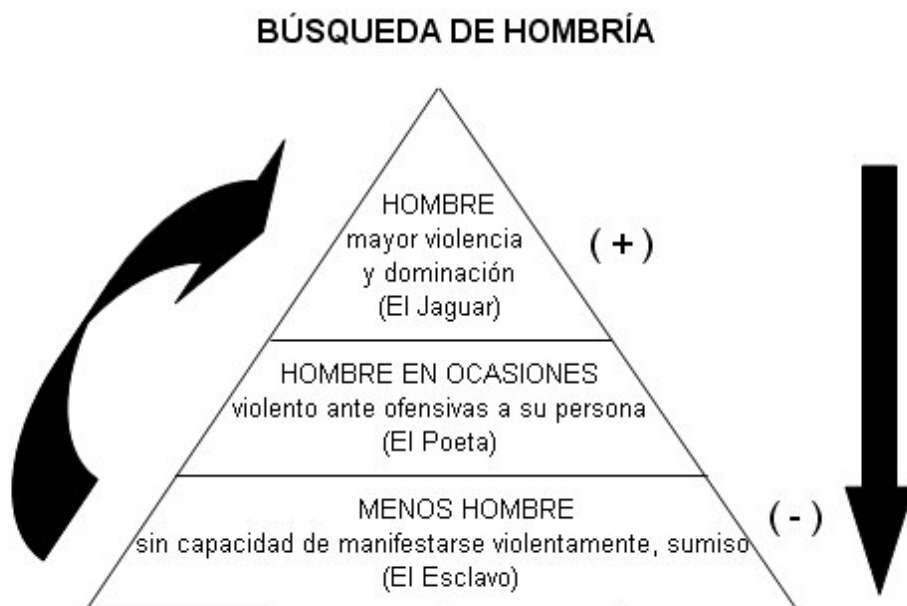 BÚSQUEDA DE HOMBRÍA
HOMBRE
mayor violencia
y dominación
(El Jaguar)
(+)
HOMBRE EN OCASIONES
violento ante ofensivas a su persona
(El Poeta)
MENOS HOMBRE
(-)
sin capacidad de manifestarse violentamente, sumiso
(El Esclavo)